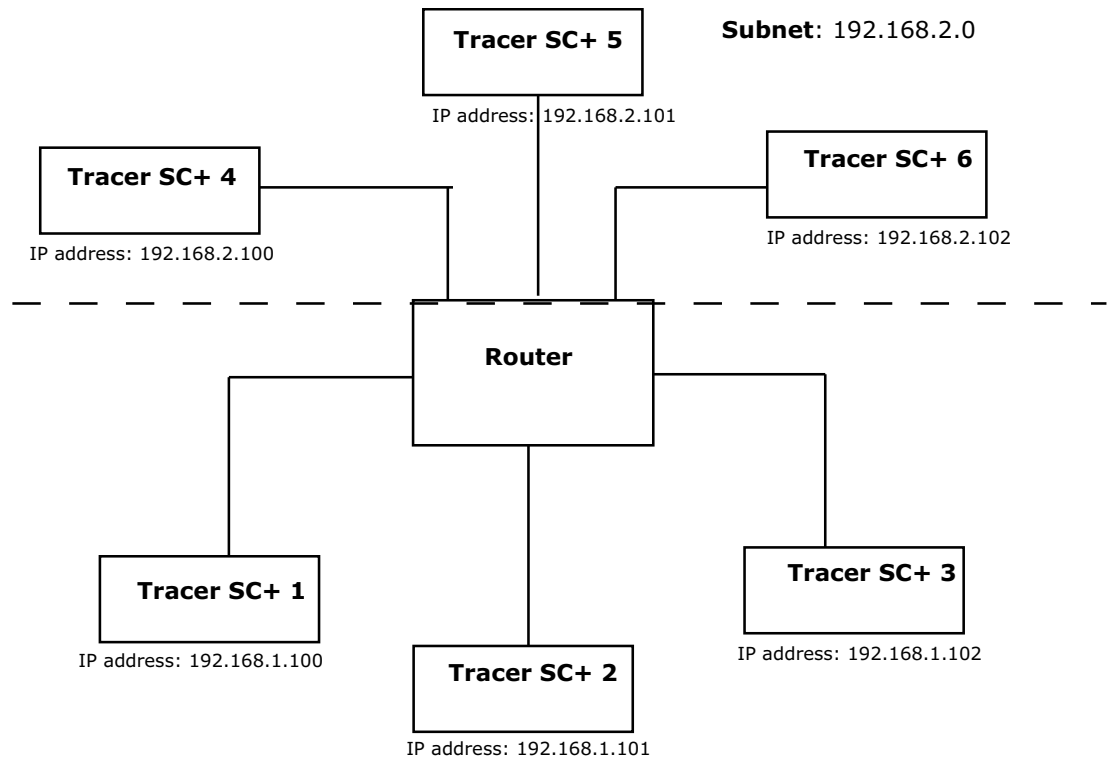 Tracer SC+ 5
Subnet: 192.168.2.0
IP address: 192.168.2.101
Tracer SC+ 4
IP address: 192.168.2.100
Tracer SC+ 6
IP address: 192.168.2.102
Router
Tracer SC+ 1
IP address: 192.168.1.100
Tracer SC+ 3
IP address: 192.168.1.102
Tracer SC+ 2
IP address: 192.168.1.101